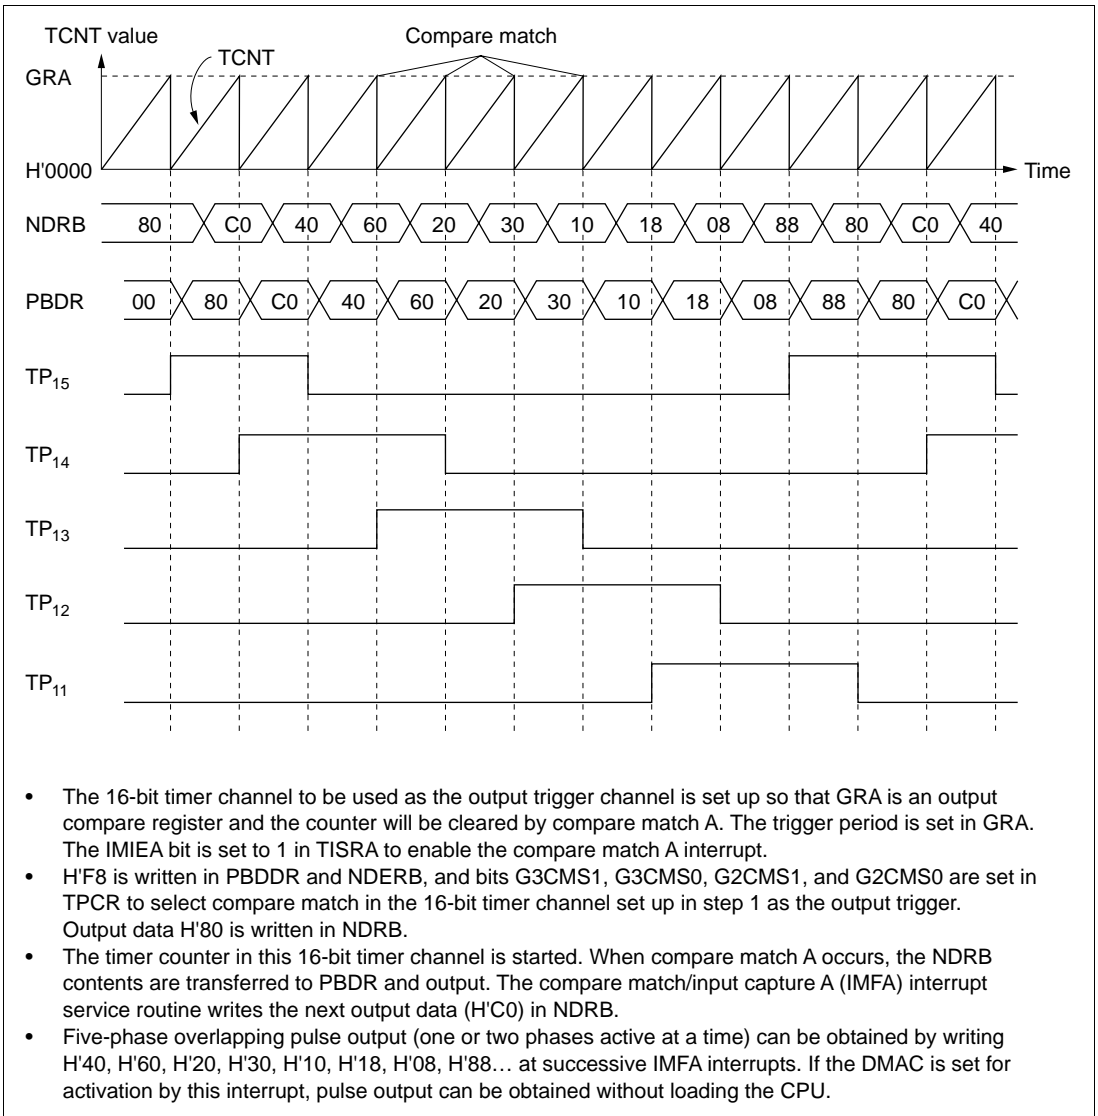 TCNT value
Compare match
TCNT
GRA
H'0000
Time
NDRB 80 C0 40 60 20 30 10 18 08 88 80 C0 40
PBDR 00 80 C0 40 60 20 30 10 18 08 88 80 C0
TP15
TP14
TP13
TP12
TP11
• The 16-bit timer channel to be used as the output trigger channel is set up so that GRA is an output
compare register and the counter will be cleared by compare match A. The trigger period is set in GRA.
The IMIEA bit is set to 1 in TISRA to enable the compare match A interrupt.
• H'F8 is written in PBDDR and NDERB, and bits G3CMS1, G3CMS0, G2CMS1, and G2CMS0 are set in
TPCR to select compare match in the 16-bit timer channel set up in step 1 as the output trigger.
Output data H'80 is written in NDRB.
• The timer counter in this 16-bit timer channel is started. When compare match A occurs, the NDRB
contents are transferred to PBDR and output. The compare match/input capture A (IMFA) interrupt
service routine writes the next output data (H'C0) in NDRB.
• Five-phase overlapping pulse output (one or two phases active at a time) can be obtained by writing
H'40, H'60, H'20, H'30, H'10, H'18, H'08, H'88… at successive IMFA interrupts. If the DMAC is set for
activation by this interrupt, pulse output can be obtained without loading the CPU.